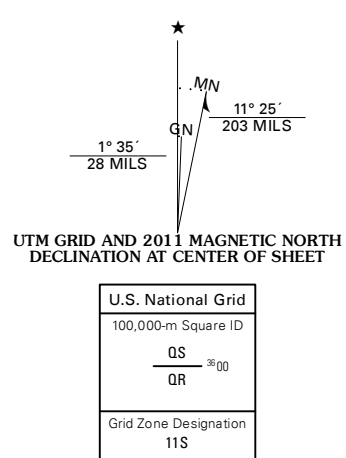 ★
MN
11° 25´
203 MILS
GN
1° 35´
28 MILS
UTM GRID AND 2011 MAGNETIC NORTH
DECLINATION AT CENTER OF SHEET
U.S. National Grid
100,000-m Square ID
QS
3600
QR
Grid Zone Designation
11S